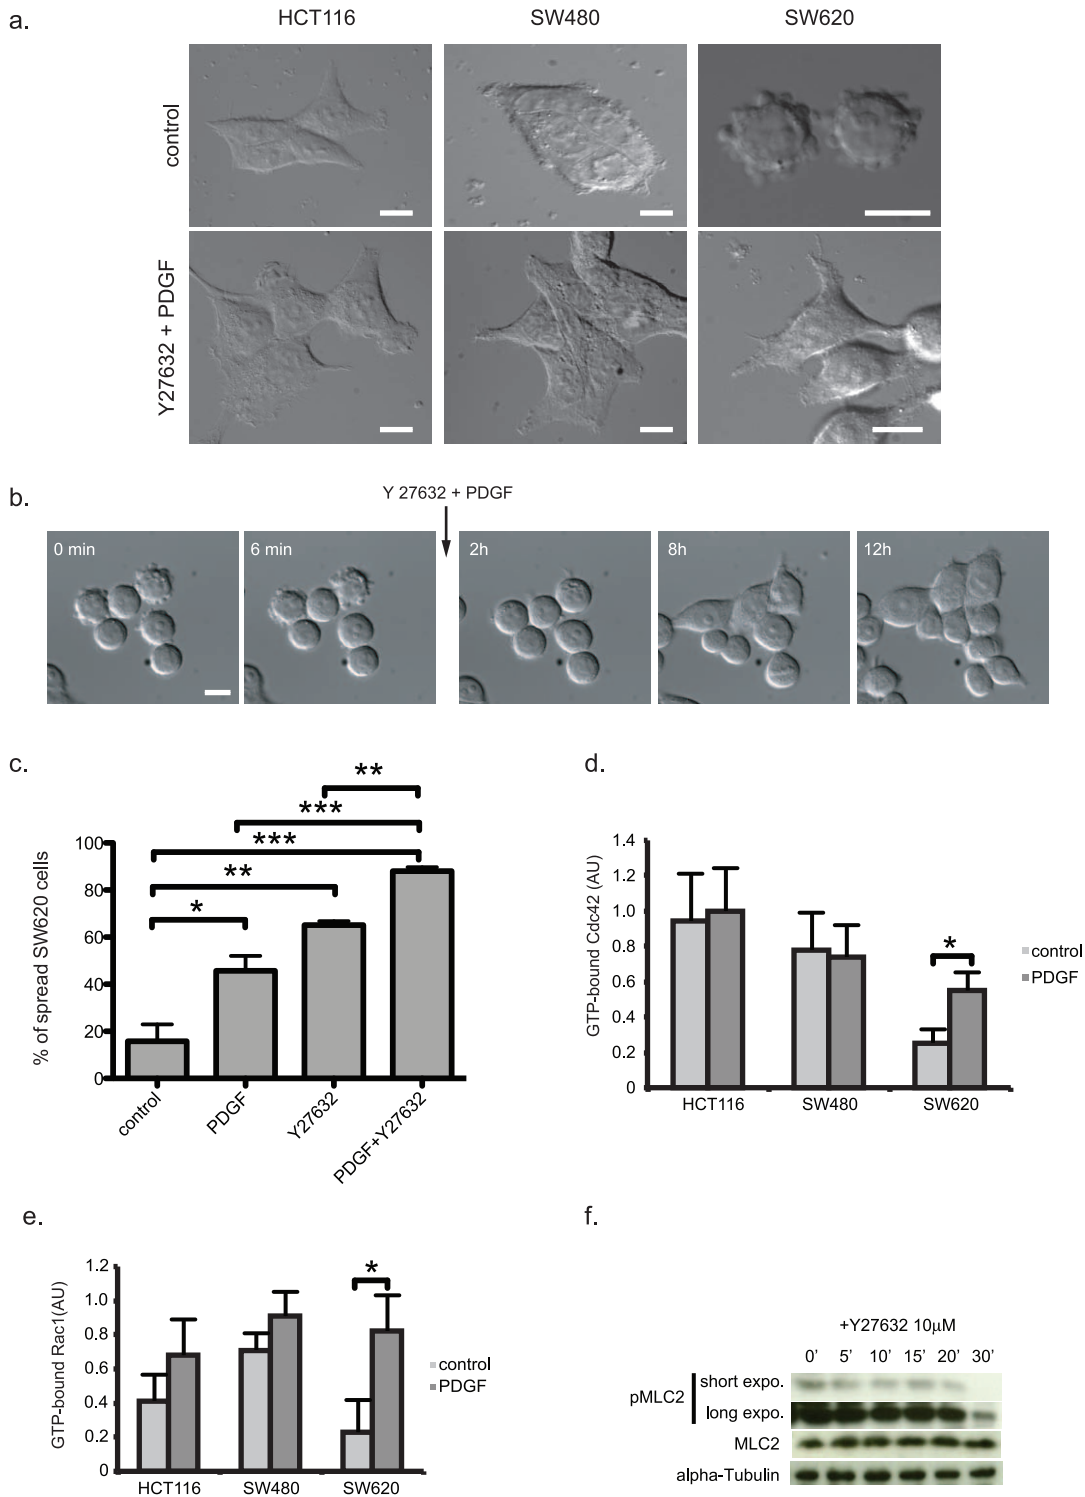 a.
HCT116 SW480 SW620
control
Y27632 + PDGF
b.
Y 27632 + PDGF
0 min 6 min 2h 8h 12h
c.
% of spread SW620 cells
100
80
60
40
20
0
*
**
***
***
**
control PDGF Y27632 PDGF+Y27632
d.
GTP-bound Cdc42 (AU)
1.4
1.2
1.0
0.8
0.6
0.4
0.2
0
*
HCT116 SW480 SW620
control
PDGF
e.
GTP-bound Rac1(AU)
1.2
1.0
0.8
0.6
0.4
0.2
0
*
HCT116 SW480 SW620
control
PDGF
f.
+Y27632 10µM
0' 5' 10' 15' 20' 30'
pMLC2
short expo.
long expo.
MLC2
alpha-Tubulin